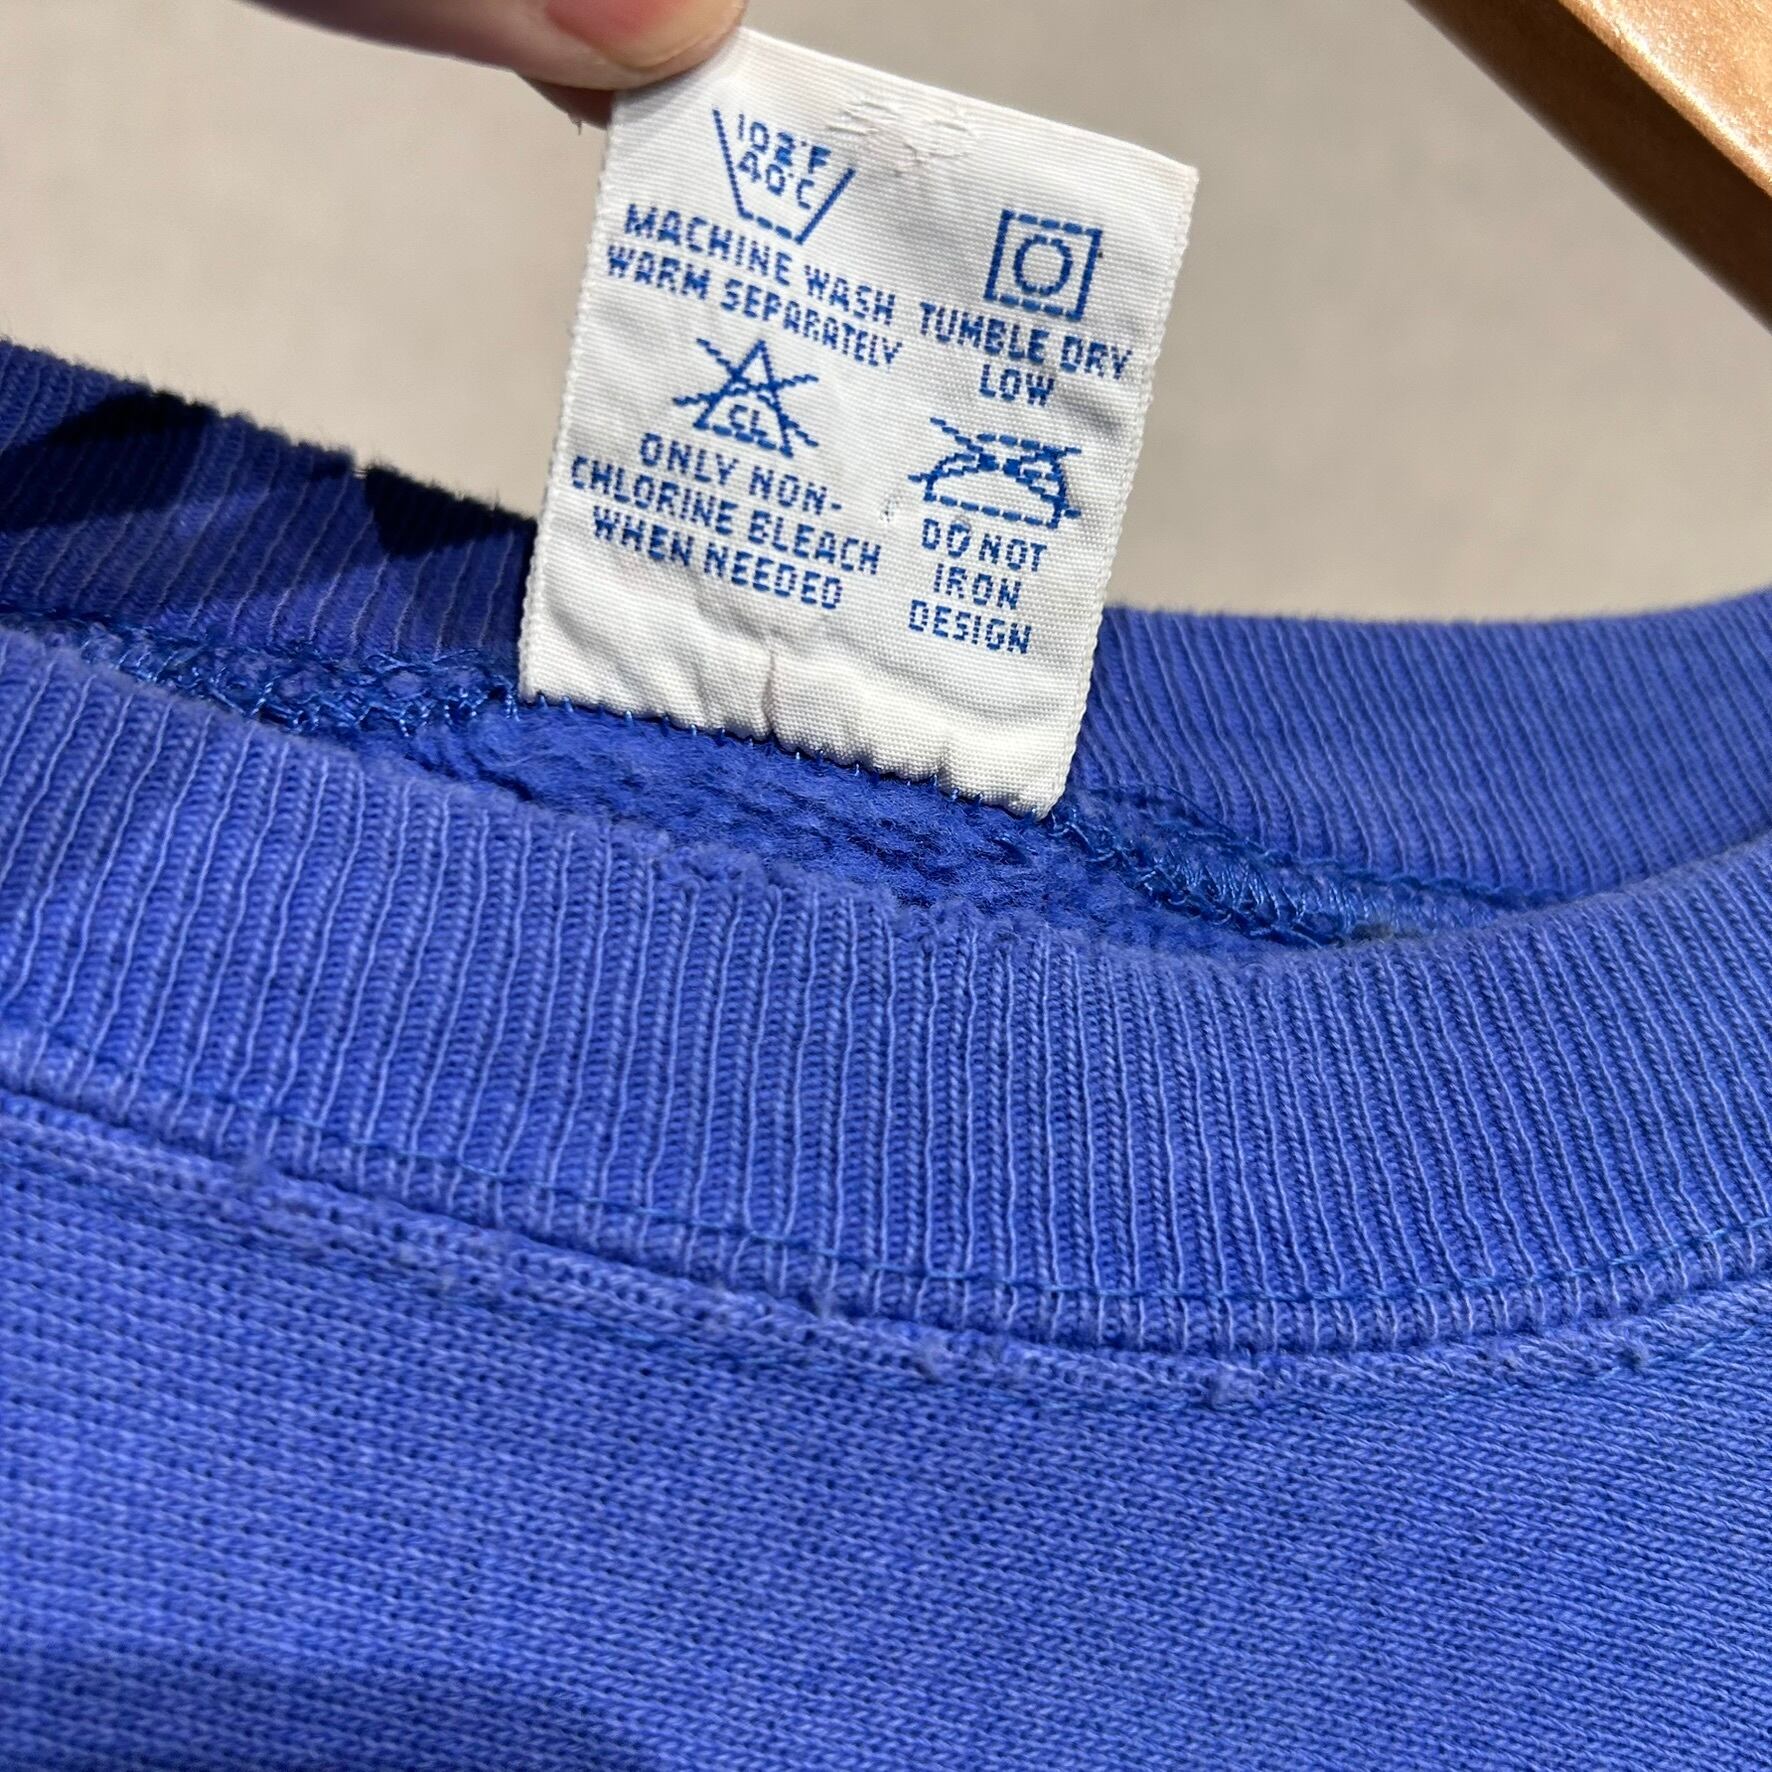 102°F
40°C
MACHINE WASH
WARM SEPARATELY
CL
ONLY NON-
CHLORINE BLEACH
WHEN NEEDED
TUMBLE DRY
LOW
DO NOT
IRON
DESIGN